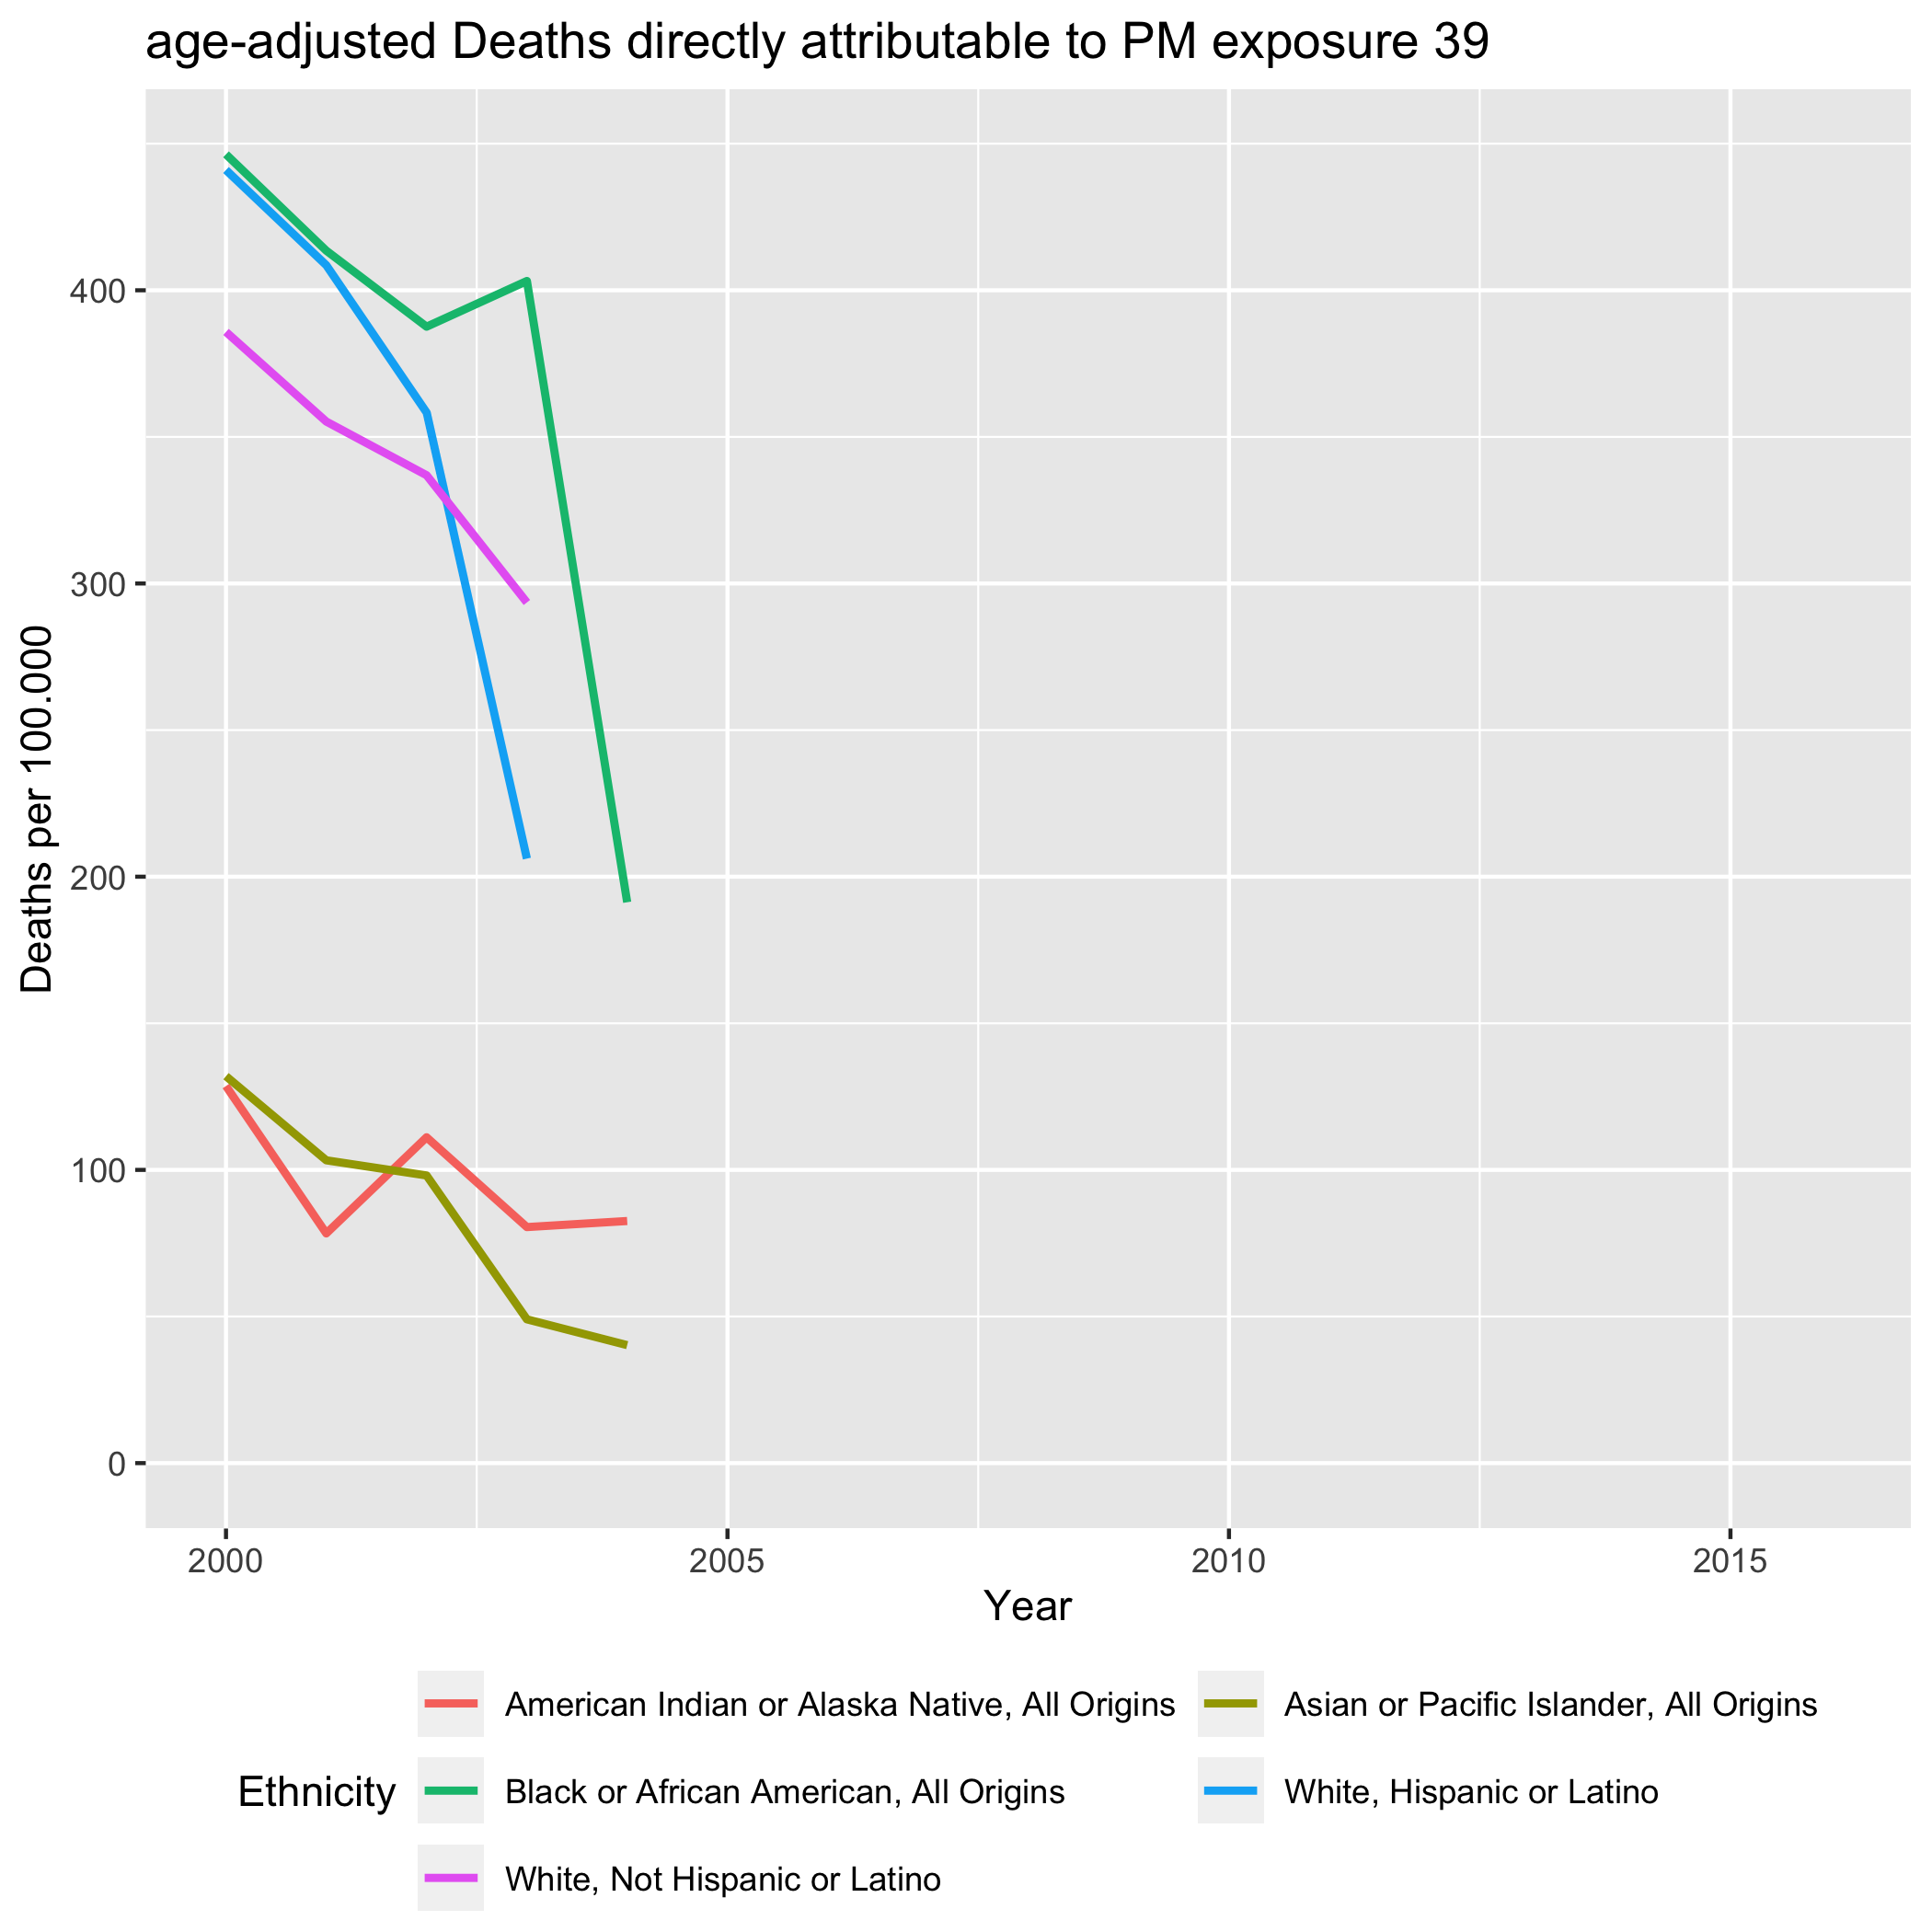 age-adjusted Deaths directly attributable to PM exposure 39
Deaths per 100.000
400
300
200
100
0
2000 2005 2010 2015
Year
Ethnicity
American Indian or Alaska Native, All Origins
Asian or Pacific Islander, All Origins
Black or African American, All Origins
White, Hispanic or Latino
White, Not Hispanic or Latino